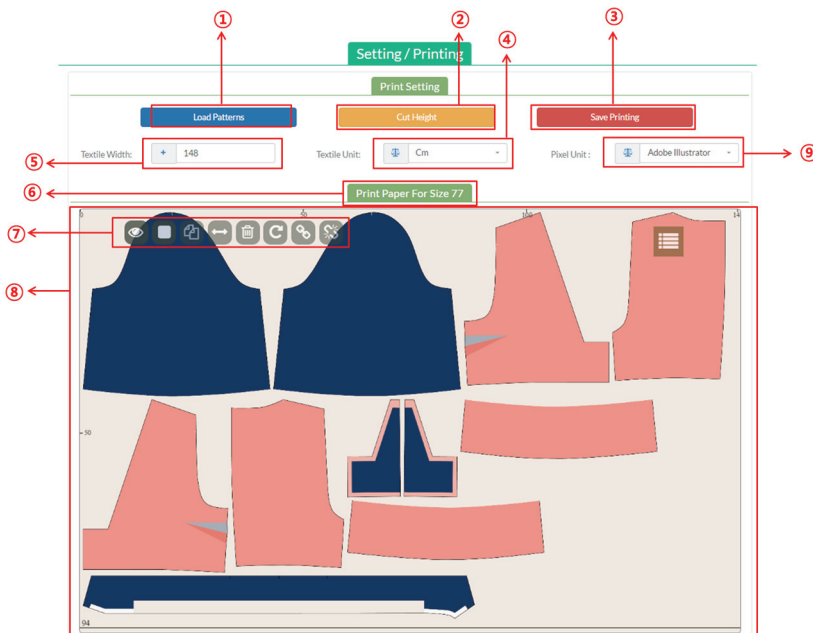 ① ② ③ ④
Setting / Printing
Print Setting
Load Patterns Cut Height Save Printing
⑤ Textile Width: + 148 Textile Unit: Cm Pixel Unit : Adobe Illustrator ⑨
⑥ Print Paper For Size 77
0 50 100 14
⑦
⑧
50
94